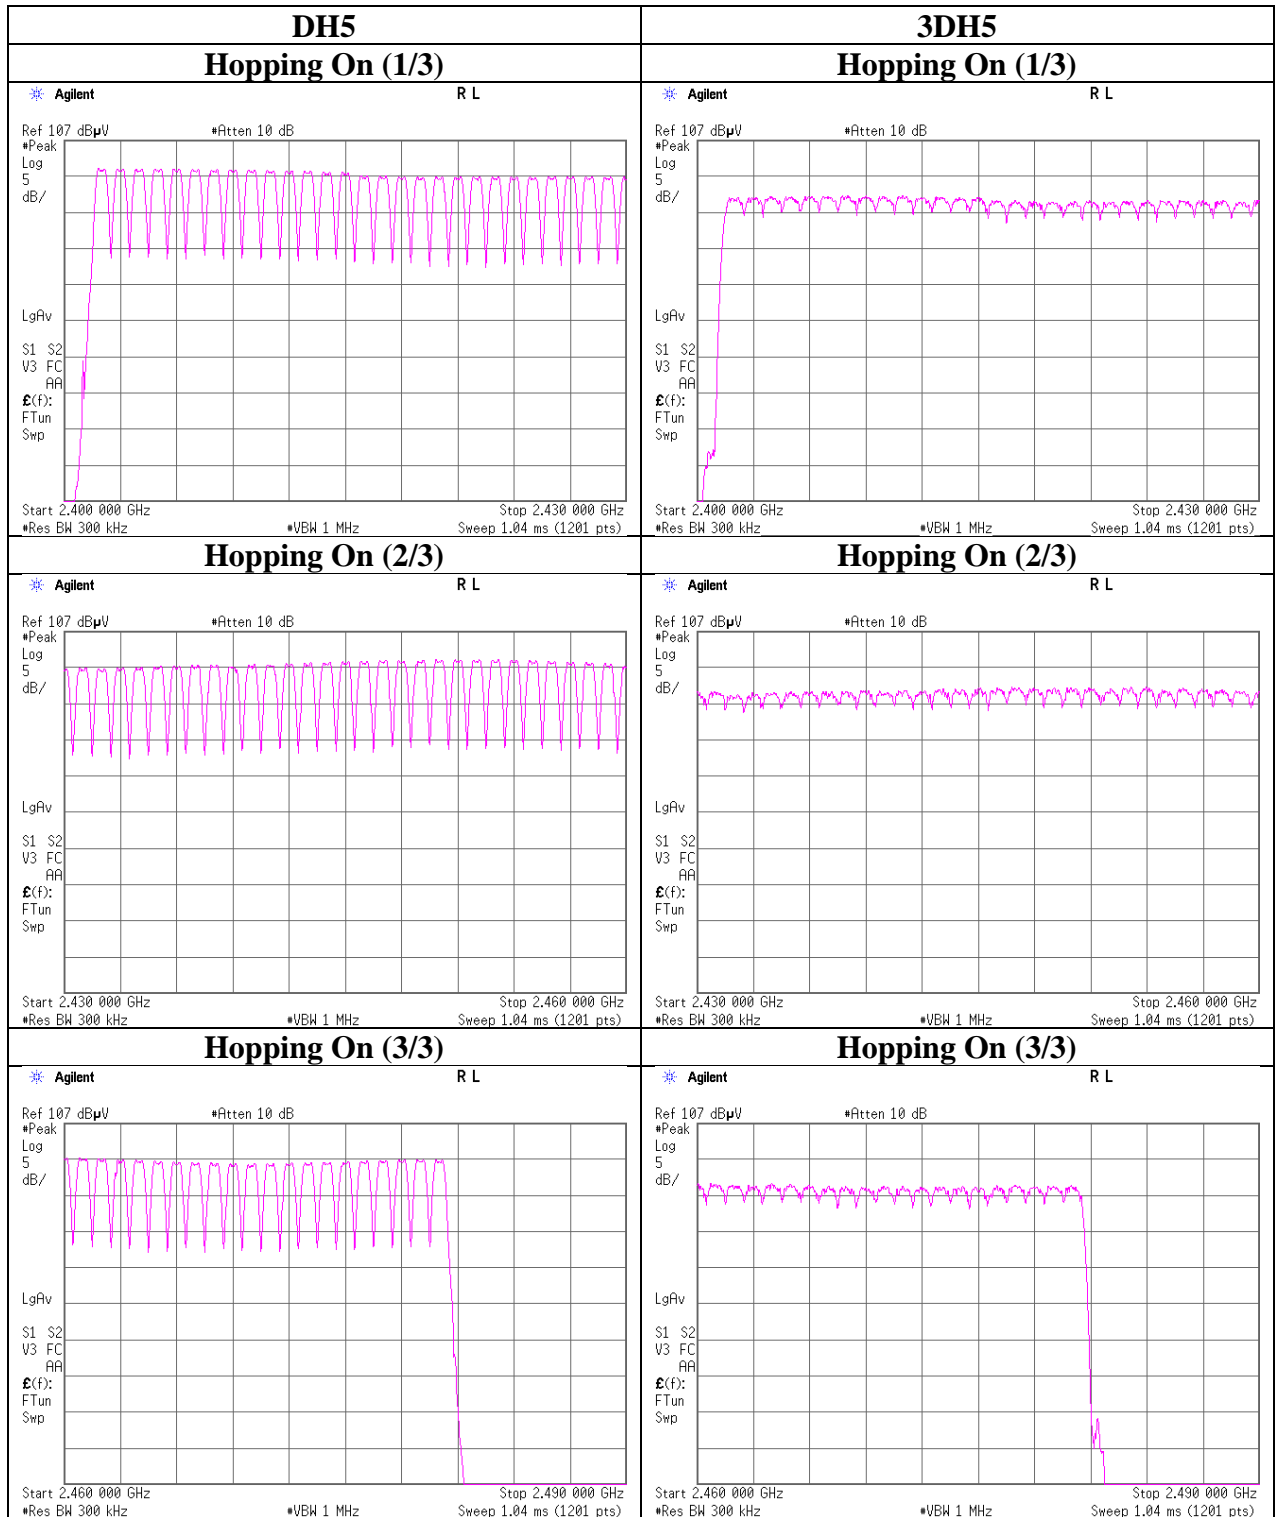 DH5 3DH5
Hopping On (1/3) Hopping On (1/3)
Agilent R L Agilent R L
Ref 107 dBµV #Atten 10 dB Ref 107 dBµV #Atten 10 dB
#Peak #Peak
Log Log
5 5
dB/ dB/
LgAv LgAv
S1 S2 S1 S2
V3 FC V3 FC
AA AA
£(f): £(f):
FTun FTun
Swp Swp
Start 2.400 000 GHz Stop 2.430 000 GHz Start 2.400 000 GHz Stop 2.430 000 GHz
#Res BW 300 kHz #VBW 1 MHz Sweep 1.04 ms (1201 pts) #Res BW 300 kHz #VBW 1 MHz Sweep 1.04 ms (1201 pts)
Hopping On (2/3) Hopping On (2/3)
Agilent R L Agilent R L
Ref 107 dBµV #Atten 10 dB Ref 107 dBµV #Atten 10 dB
#Peak #Peak
Log Log
5 5
dB/ dB/
LgAv LgAv
S1 S2 S1 S2
V3 FC V3 FC
AA AA
£(f): £(f):
FTun FTun
Swp Swp
Start 2.430 000 GHz Stop 2.460 000 GHz Start 2.430 000 GHz Stop 2.460 000 GHz
#Res BW 300 kHz #VBW 1 MHz Sweep 1.04 ms (1201 pts) #Res BW 300 kHz #VBW 1 MHz Sweep 1.04 ms (1201 pts)
Hopping On (3/3) Hopping On (3/3)
Agilent R L Agilent R L
Ref 107 dBµV #Atten 10 dB Ref 107 dBµV #Atten 10 dB
#Peak #Peak
Log Log
5 5
dB/ dB/
LgAv LgAv
S1 S2 S1 S2
V3 FC V3 FC
AA AA
£(f): £(f):
FTun FTun
Swp Swp
Start 2.460 000 GHz Stop 2.490 000 GHz Start 2.460 000 GHz Stop 2.490 000 GHz
#Res BW 300 kHz #VBW 1 MHz Sweep 1.04 ms (1201 pts) #Res BW 300 kHz #VBW 1 MHz Sweep 1.04 ms (1201 pts)